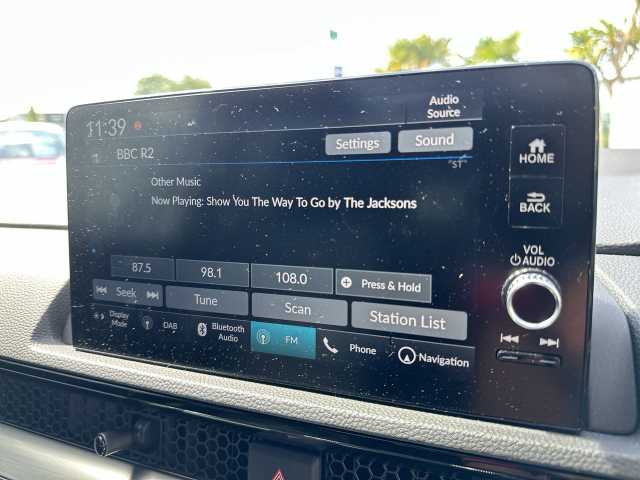 11:39
Audio
Source
BBC R2
Settings
Sound
ST
HOME
Other Music
Now Playing: Show You The Way To Go by The Jacksons
BACK
VOL
AUDIO
87.5
98.1
108.0
Press & Hold
Seek
Tune
Scan
Station List
Display
Mode
DAB
Bluetooth
Audio
FM
Phone
Navigation